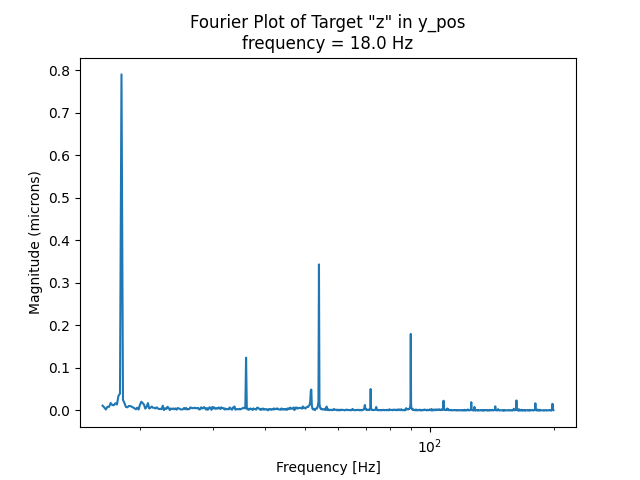 Fourier Plot of Target "z" in y_pos
frequency = 18.0 Hz
Magnitude (microns)
0.8
0.7
0.6
0.5
0.4
0.3
0.2
0.1
0.0
10²
Frequency [Hz]